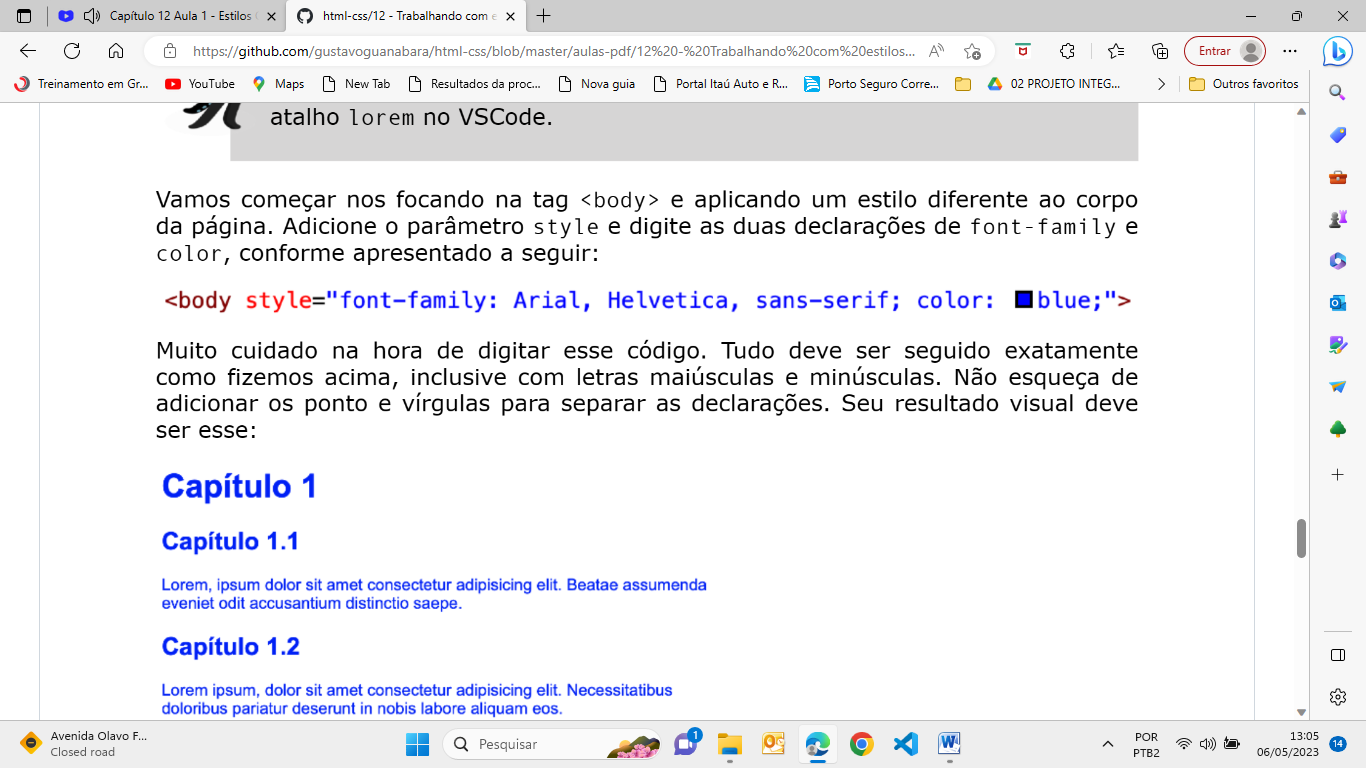 Capítulo 12 Aula 1 - Estilos
html-css/12 - Trabalhando com e
https://github.com/gustavoguanabara/html-css/blob/master/aulas-pdf/12%20-%20Trabalhando%20com%20estilos...
Entrar
Treinamento em Gr...
YouTube
Maps
New Tab
Resultados da proc...
Nova guia
Portal Itaú Auto e R...
Porto Seguro Corre...
02 PROJETO INTEG...
Outros favoritos
atalho lorem no VSCode.
Vamos começar nos focando na tag <body> e aplicando um estilo diferente ao corpo
da página. Adicione o parâmetro style e digite as duas declarações de font-family e
color, conforme apresentado a seguir:
<body style="font-family: Arial, Helvetica, sans-serif; color: blue;">
Muito cuidado na hora de digitar esse código. Tudo deve ser seguido exatamente
como fizemos acima, inclusive com letras maiúsculas e minúsculas. Não esqueça de
adicionar os ponto e vírgulas para separar as declarações. Seu resultado visual deve
ser esse:
Capítulo 1
Capítulo 1.1
Lorem, ipsum dolor sit amet consectetur adipisicing elit. Beatae assumenda
eveniet odit accusantium distinctio saepe.
Capítulo 1.2
Lorem ipsum, dolor sit amet consectetur adipisicing elit. Necessitatibus
doloribus pariatur deserunt in nobis labore aliquam eos.
Avenida Olavo F...
Closed road
Pesquisar
1
POR
PTB2
13:05
06/05/2023
14